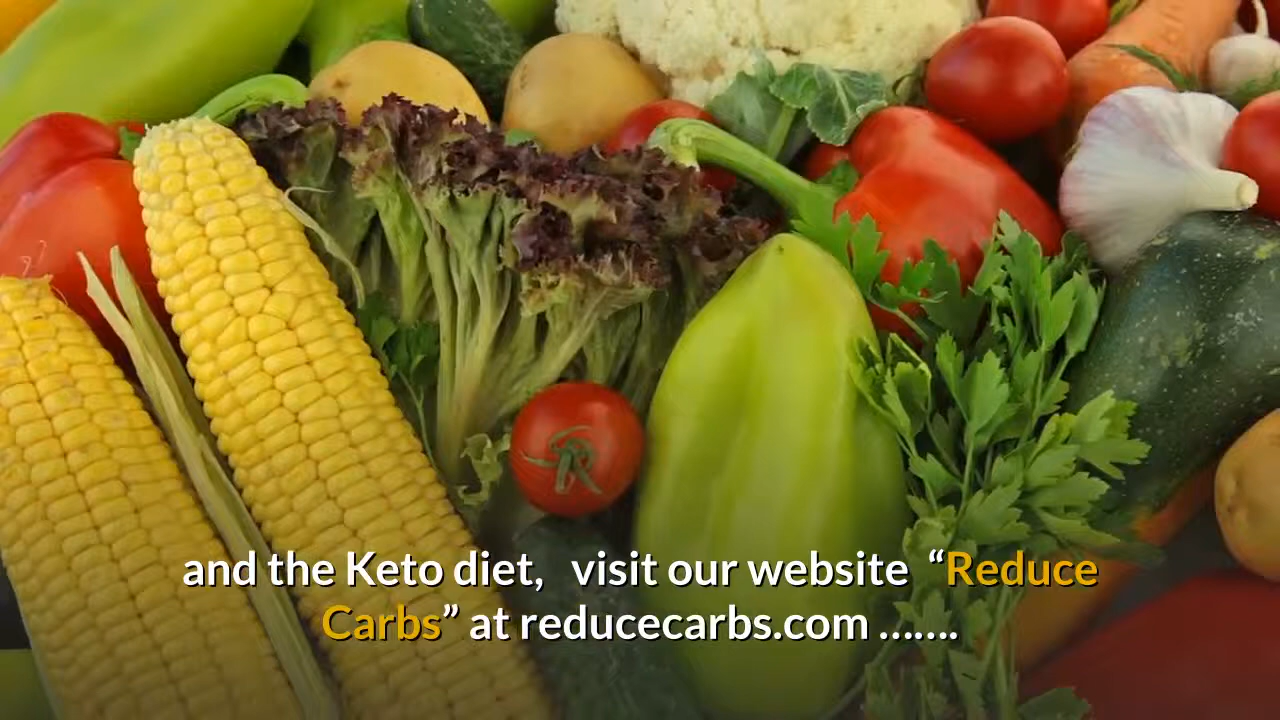 and the Keto diet, visit our website “Reduce
Carbs” at reducecarbs.com .......